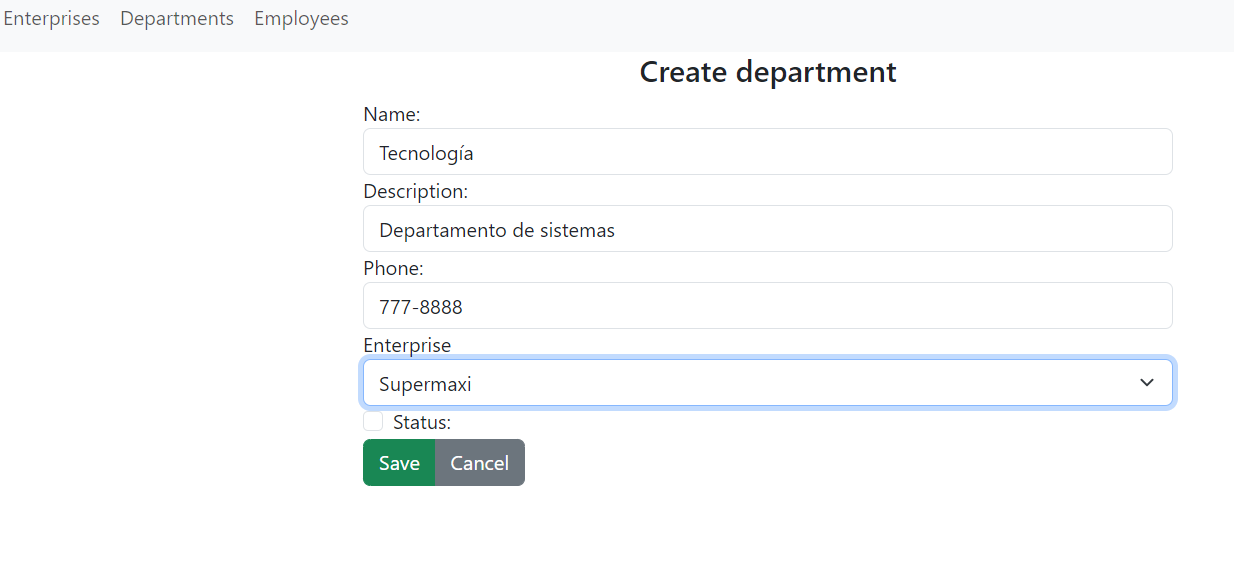 Enterprises Departments Employees
Create department
Name:
Tecnología
Description:
Departamento de sistemas
Phone:
777-8888
Enterprise
Supermaxi
Status:
Save Cancel